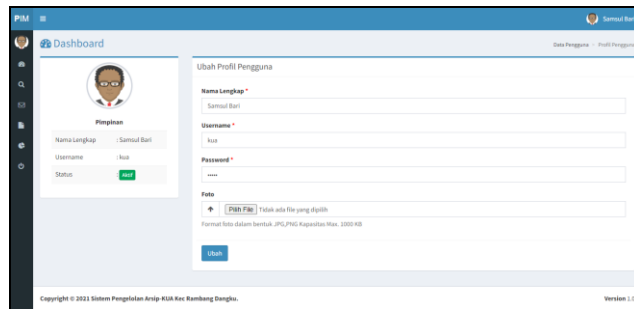 PIM
Samsul Bari
Dashboard
Data Pengguna
Profil Pengguna
Pimpinan
Nama Lengkap : Samsul Bari
Username : kua
Status : Aktif
Ubah Profil Pengguna
Nama Lengkap *
Samsul Bari
Username *
kua
Password *
•••••
Foto
Pilih File Tidak ada file yang dipilih
Format foto dalam bentuk JPG,PNG Kapasitas Max. 1000 KB
Ubah
Copyright © 2021 Sistem Pengelolan Arsip-KUA Kec Rambang Dangku.
Version